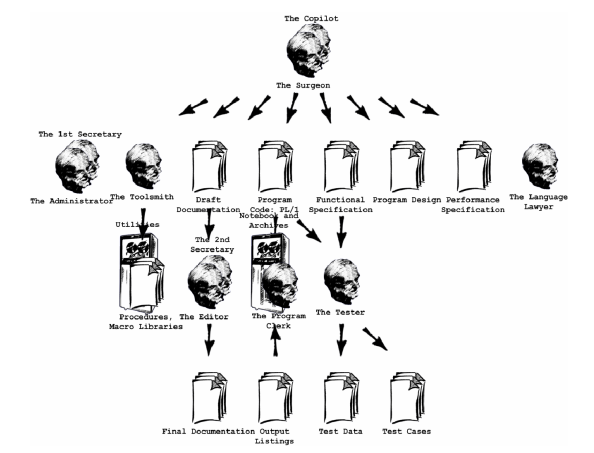 The Copilot
The Surgeon
The 1st Secretary
The Administrator
The Toolsmith
Draft
Documentation
Program
Code: PL/1
Functional
Specification
Program Design
Performance
Specification
The Language
Lawyer
Utilities
The 2nd
Secretary
Notebook and
Archives
Procedures,
Macro Libraries
The Editor
The Program
Clerk
The Tester
Final Documentation
Output
Listings
Test Data
Test Cases